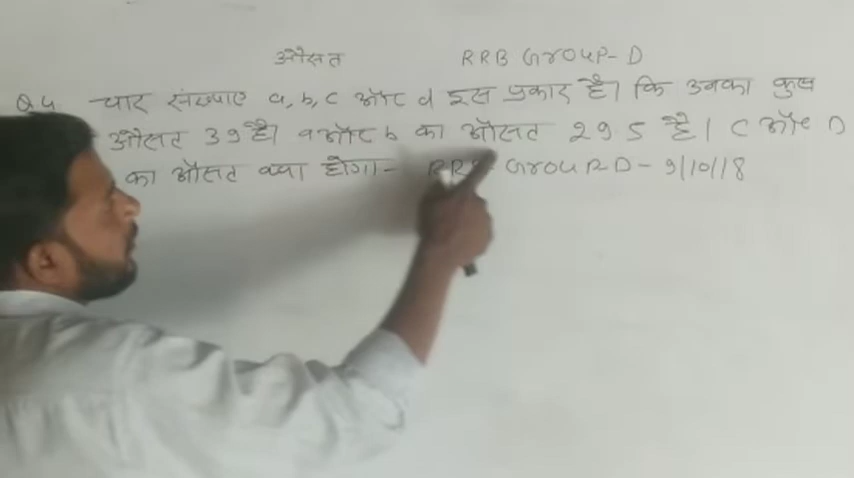 औसत RRB GrOUP-D
Q4 चार संख्याए a, b, c और d इस प्रकार है। कि उनका कुल
औसत 39 है। a और b का औसत 29.5 है। C और D
का औसत क्या होगा- RRB GrOUP D - 9/10/18